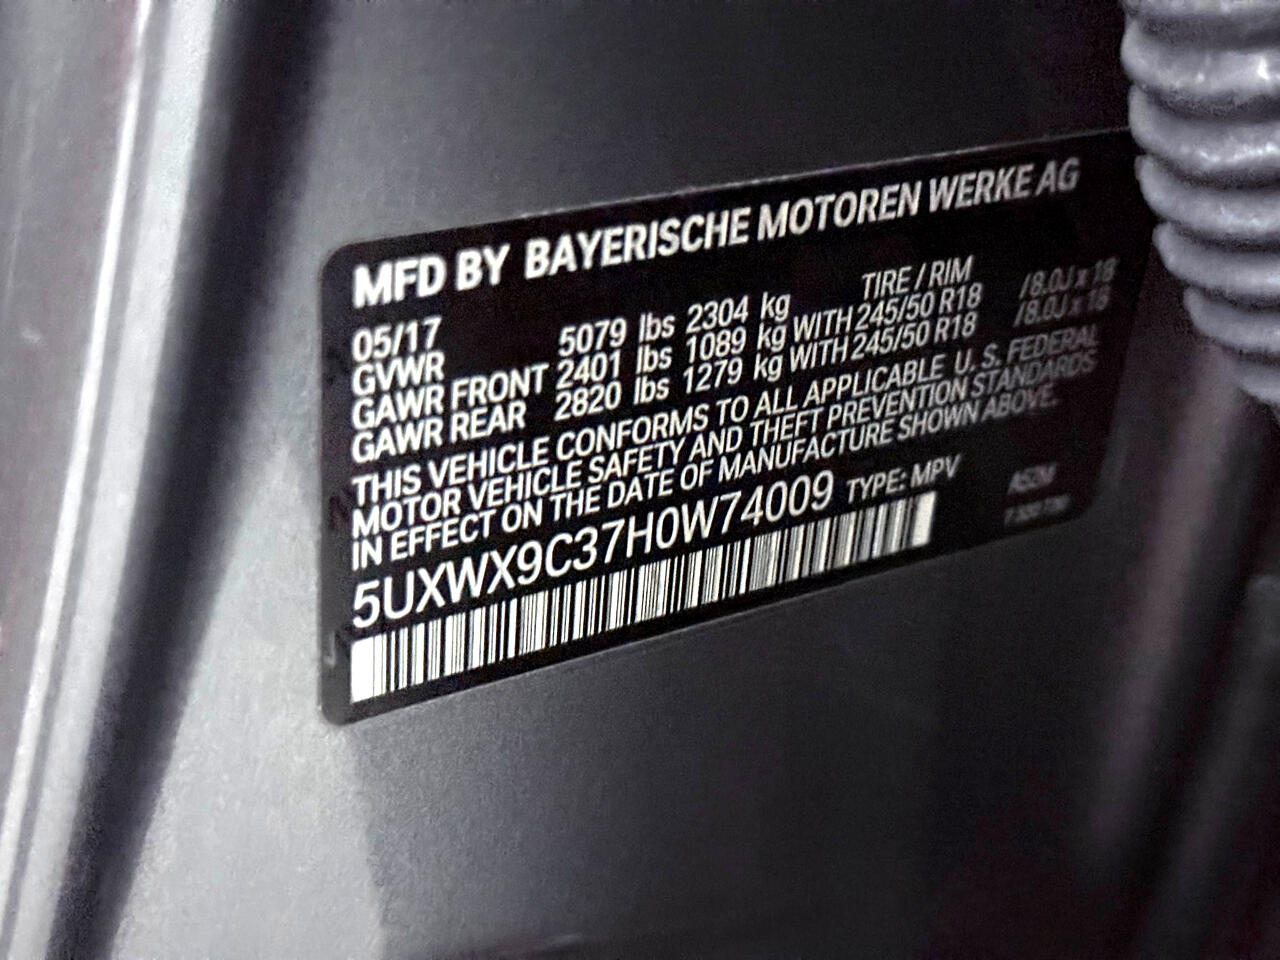 MFD BY BAYERISCHE MOTOREN WERKE AG
05/17 TIRE / RIM
GVWR 5079 lbs 2304 kg
GAWR FRONT 2401 lbs 1089 kg WITH 245/50 R18 /8.0J x 18
GAWR REAR 2820 lbs 1279 kg WITH 245/50 R18 /8.0J x 18
THIS VEHICLE CONFORMS TO ALL APPLICABLE U. S. FEDERAL
MOTOR VEHICLE SAFETY AND THEFT PREVENTION STANDARDS
IN EFFECT ON THE DATE OF MANUFACTURE SHOWN ABOVE.
5UXWX9C37H0W74009 TYPE: MPV